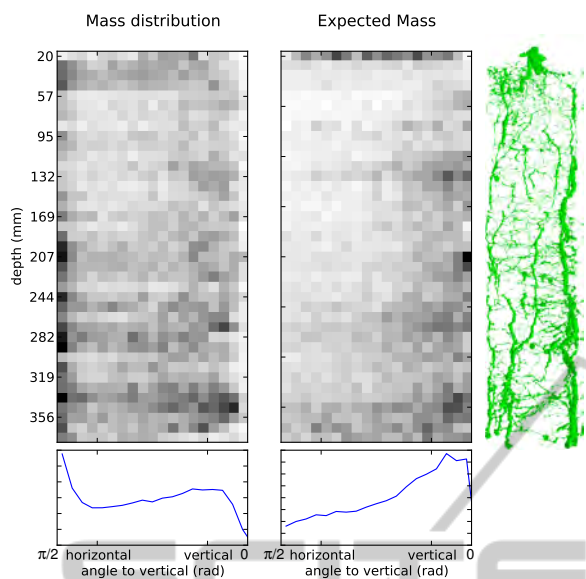 Mass distribution
Expected Mass
20
57
95
132
169
207
244
282
319
356
depth (mm)
π/2 horizontal vertical 0
angle to vertical (rad)
π/2 horizontal vertical 0
angle to vertical (rad)